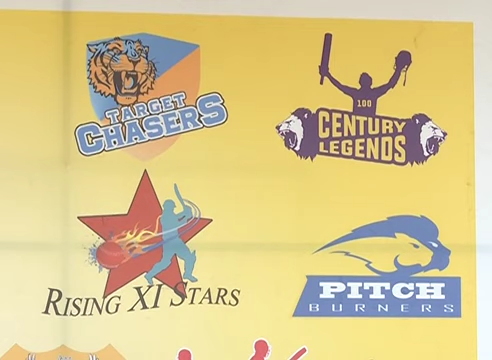 TARGET
CHASERS
100
CENTURY
LEGENDS
RISING XI STARS
PITCH
BURNERS